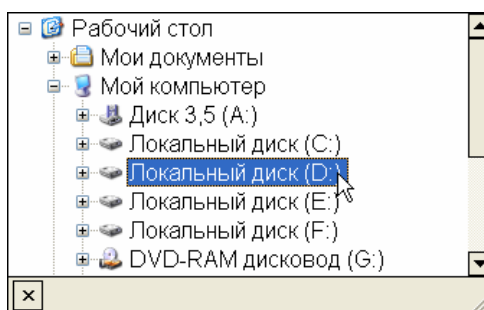 Рабочий стол
Мои документы
Мой компьютер
Диск 3,5 (A:)
Локальный диск (C:)
Локальный диск (D:)
Локальный диск (E:)
Локальный диск (F:)
DVD-RAM дисковод (G:)